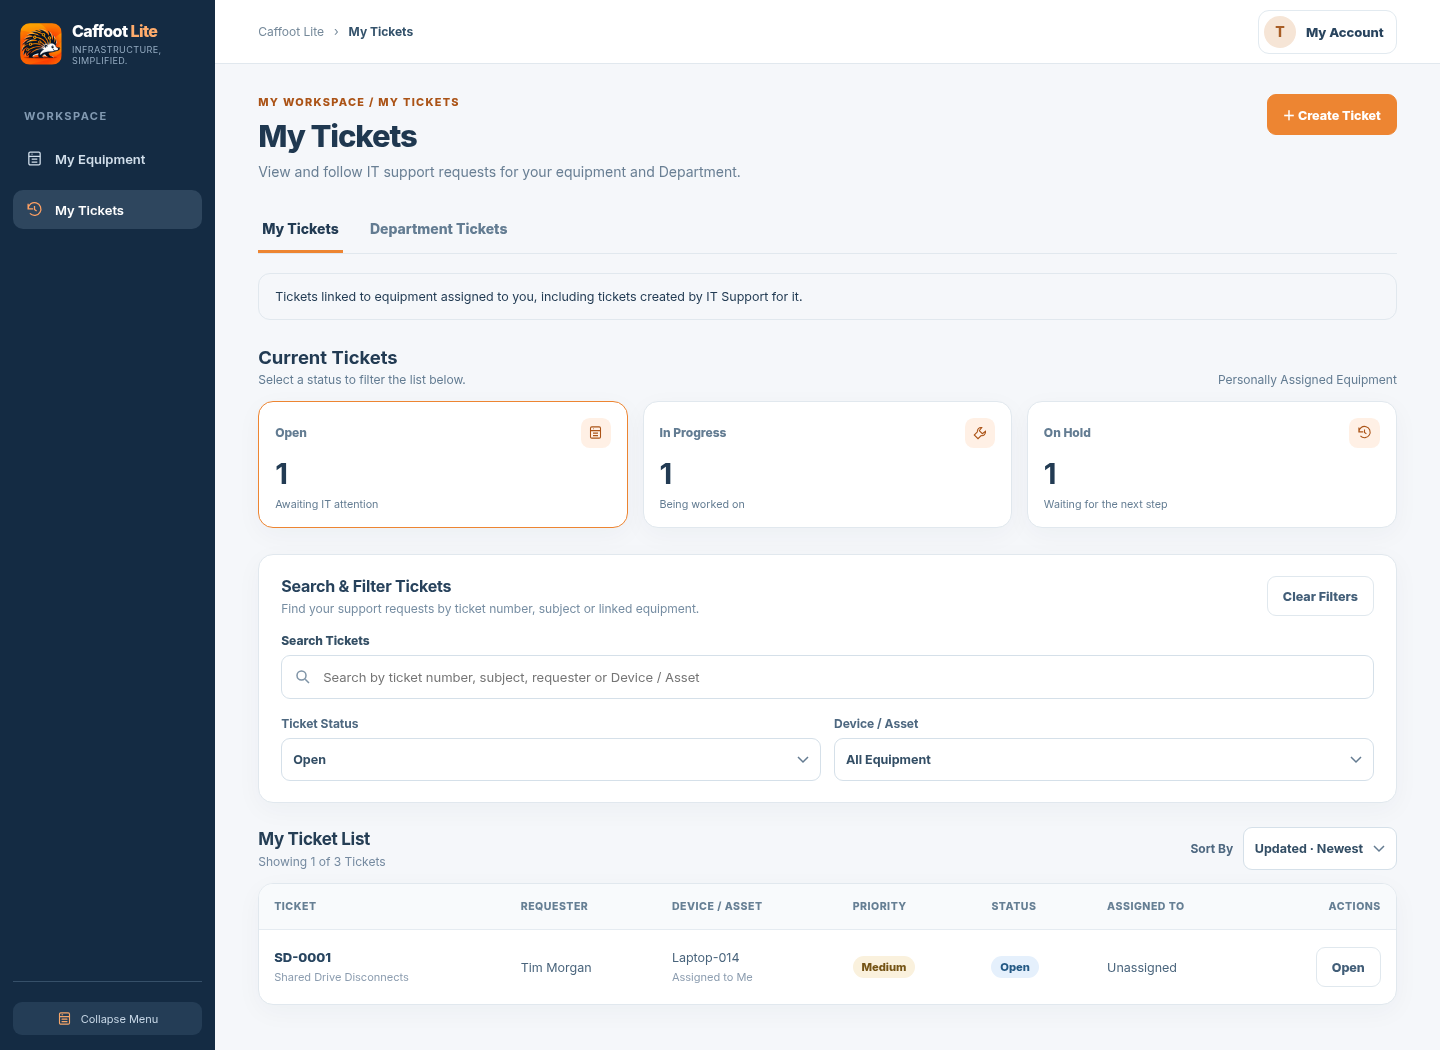 Caffoot Lite
INFRASTRUCTURE,
SIMPLIFIED.
WORKSPACE
My Equipment
My Tickets
Collapse Menu
Caffoot Lite › My Tickets
T My Account
MY WORKSPACE / MY TICKETS
My Tickets
View and follow IT support requests for your equipment and Department.
+ Create Ticket
My Tickets Department Tickets
Tickets linked to equipment assigned to you, including tickets created by IT Support for it.
Current Tickets
Select a status to filter the list below.
Personally Assigned Equipment
Open
1
Awaiting IT attention
In Progress
1
Being worked on
On Hold
1
Waiting for the next step
Search & Filter Tickets
Find your support requests by ticket number, subject or linked equipment.
Clear Filters
Search Tickets
Search by ticket number, subject, requester or Device / Asset
Ticket Status
Open
Device / Asset
All Equipment
My Ticket List
Showing 1 of 3 Tickets
Sort By Updated · Newest
TICKET REQUESTER DEVICE / ASSET PRIORITY STATUS ASSIGNED TO ACTIONS
SD-0001
Shared Drive Disconnects
Tim Morgan
Laptop-014
Assigned to Me
Medium
Open
Unassigned
Open